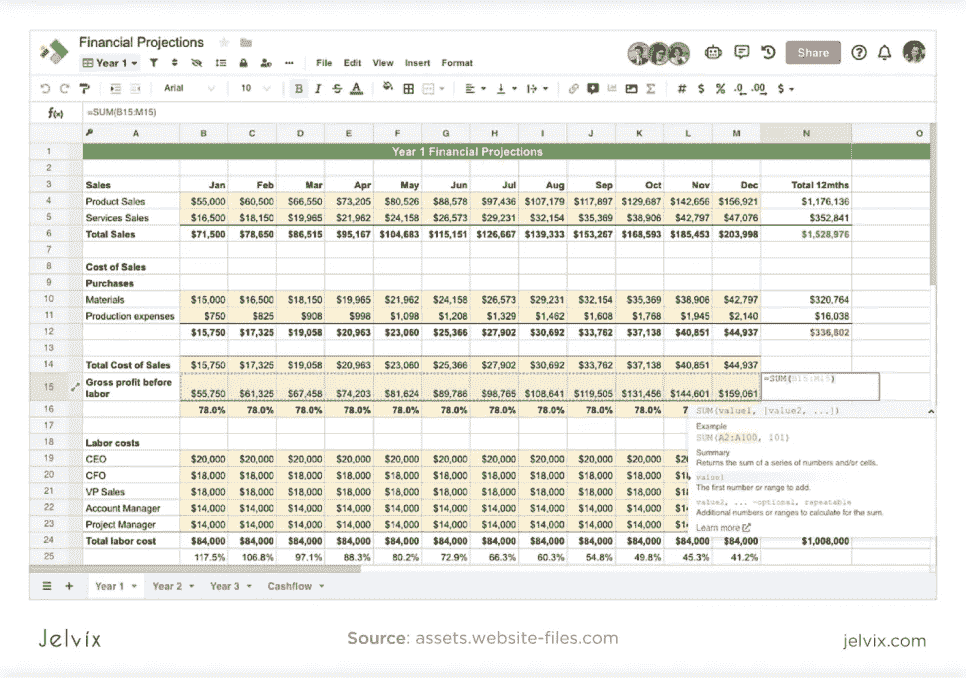 Financial Projections
Year 1 File Edit View Insert Format Share
Arial 10 B I S A # $ % .0 .00 $
f(x) =SUM(B15:M15)
A B C D E F G H I J K L M N O
1 Year 1 Financial Projections
2
3 Sales Jan Feb Mar Apr May Jun Jul Aug Sep Oct Nov Dec Total 12mths
4 Product Sales $55,000 $60,500 $66,550 $73,205 $80,526 $88,578 $97,436 $107,179 $117,897 $129,687 $142,656 $156,921 $1,176,136
5 Services Sales $16,500 $18,150 $19,965 $21,962 $24,158 $26,573 $29,231 $32,154 $35,369 $38,906 $42,797 $47,076 $352,841
6 Total Sales $71,500 $78,650 $86,515 $95,167 $104,683 $115,151 $126,667 $139,333 $153,267 $168,593 $185,453 $203,998 $1,528,976
7
8 Cost of Sales
9 Purchases
10 Materials $15,000 $16,500 $18,150 $19,965 $21,962 $24,158 $26,573 $29,231 $32,154 $35,369 $38,906 $42,797 $320,764
11 Production expenses $750 $825 $908 $998 $1,098 $1,208 $1,329 $1,462 $1,608 $1,768 $1,945 $2,140 $16,038
12 $15,750 $17,325 $19,058 $20,963 $23,060 $25,366 $27,902 $30,692 $33,762 $37,138 $40,851 $44,937 $336,802
13
14 Total Cost of Sales $15,750 $17,325 $19,058 $20,963 $23,060 $25,366 $27,902 $30,692 $33,762 $37,138 $40,851 $44,937
15 Gross profit before labor $55,750 $61,325 $67,458 $74,203 $81,624 $89,786 $98,765 $108,641 $119,505 $131,456 $144,601 $159,061 =SUM(B15:M15)
16 78.0% 78.0% 78.0% 78.0% 78.0% 78.0% 78.0% 78.0% 78.0% 78.0% 7
SUM(value1, [value2, ...])
17
Example
18 Labor costs
SUM(A2:A100, 101)
Summary
19 CEO $20,000 $20,000 $20,000 $20,000 $20,000 $20,000 $20,000 $20,000 $20,000 $20,000 $20
Returns the sum of a series of numbers and/or cells.
20 CFO $18,000 $18,000 $18,000 $18,000 $18,000 $18,000 $18,000 $18,000 $18,000 $18,000 $1
value1
21 VP Sales $18,000 $18,000 $18,000 $18,000 $18,000 $18,000 $18,000 $18,000 $18,000 $18,000 $1
The first number or range to add.
value2, ... -optional, repeatable
22 Account Manager $14,000 $14,000 $14,000 $14,000 $14,000 $14,000 $14,000 $14,000 $14,000 $14,000 $1
Additional numbers or ranges to calculate for the sum.
23 Project Manager $14,000 $14,000 $14,000 $14,000 $14,000 $14,000 $14,000 $14,000 $14,000 $14,000 $1
Learn more
24 Total labor cost $84,000 $84,000 $84,000 $84,000 $84,000 $84,000 $84,000 $84,000 $84,000 $84,000 $84,000 $84,000 $1,008,000
25 117.5% 106.8% 97.1% 88.3% 80.2% 72.9% 66.3% 60.3% 54.8% 49.8% 45.3% 41.2%
Year 1 Year 2 Year 3 Cashflow
Jelvix Source: assets.website-files.com jelvix.com